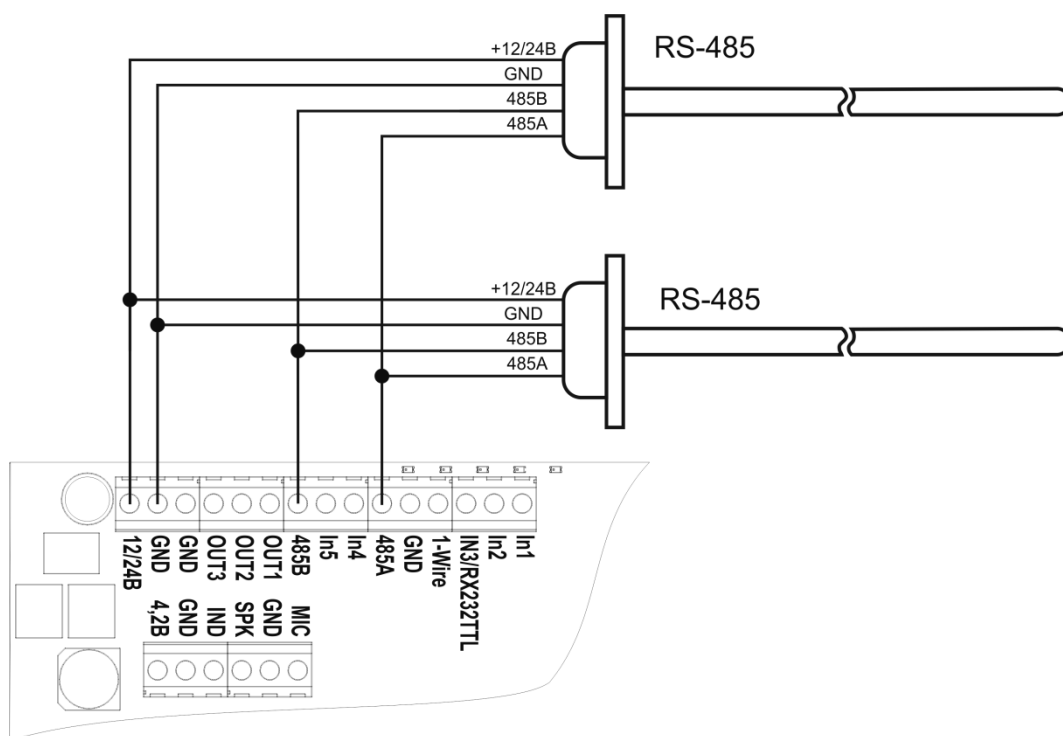 +12/24В
GND
485B
485A
RS-485
+12/24В
GND
485B
485A
RS-485
12/24В
GND
GND
OUT3
OUT2
OUT1
485B
In5
In4
485A
GND
1-Wire
IN3/RX232TTL
In2
In1
4,2В
GND
IND
SPK
GND
MIC